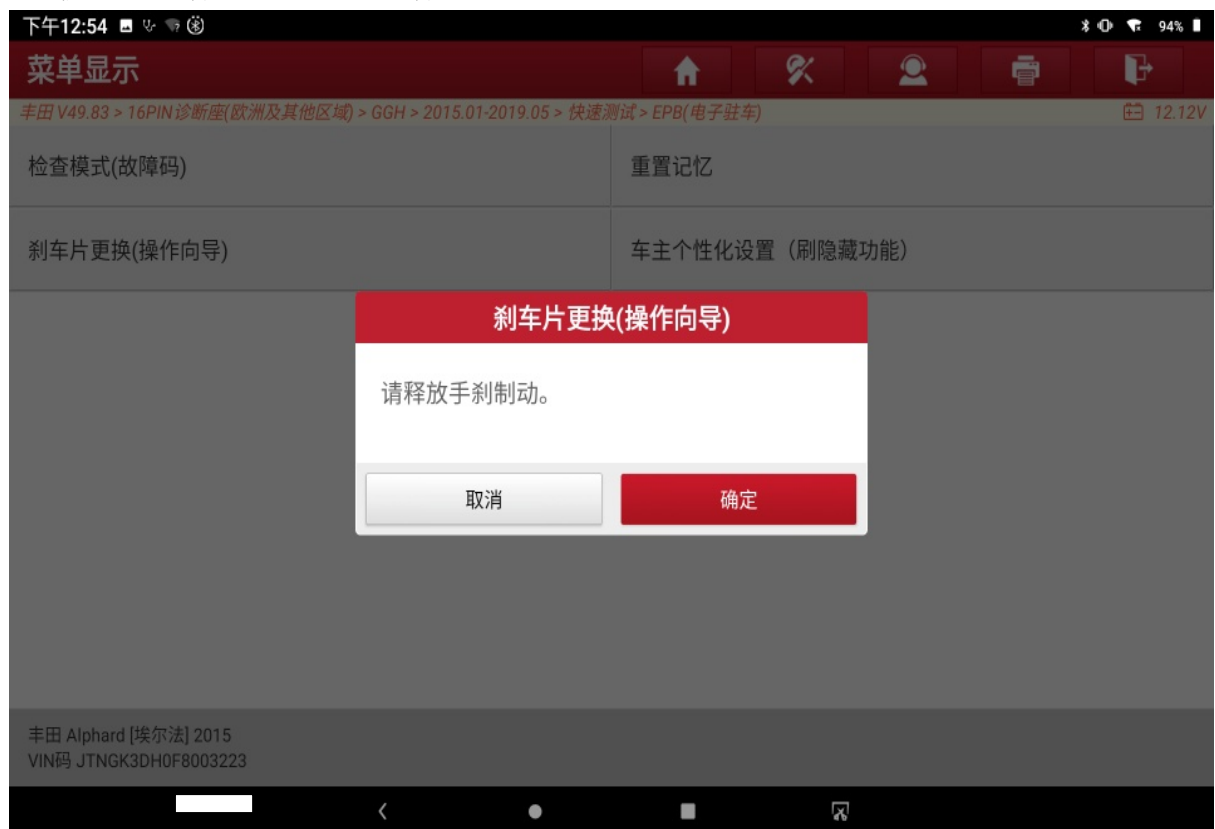 下午12:54
94%
菜单显示
丰田 V49.83 > 16PIN诊断座(欧洲及其他区域) > GGH > 2015.01-2019.05 > 快速测试 > EPB(电子驻车)
12.12V
检查模式(故障码)
重置记忆
刹车片更换(操作向导)
车主个性化设置（刷隐藏功能）
刹车片更换(操作向导)
请释放手刹制动。
取消
确定
丰田 Alphard [埃尔法] 2015
VIN码 JTNGK3DH0F8003223